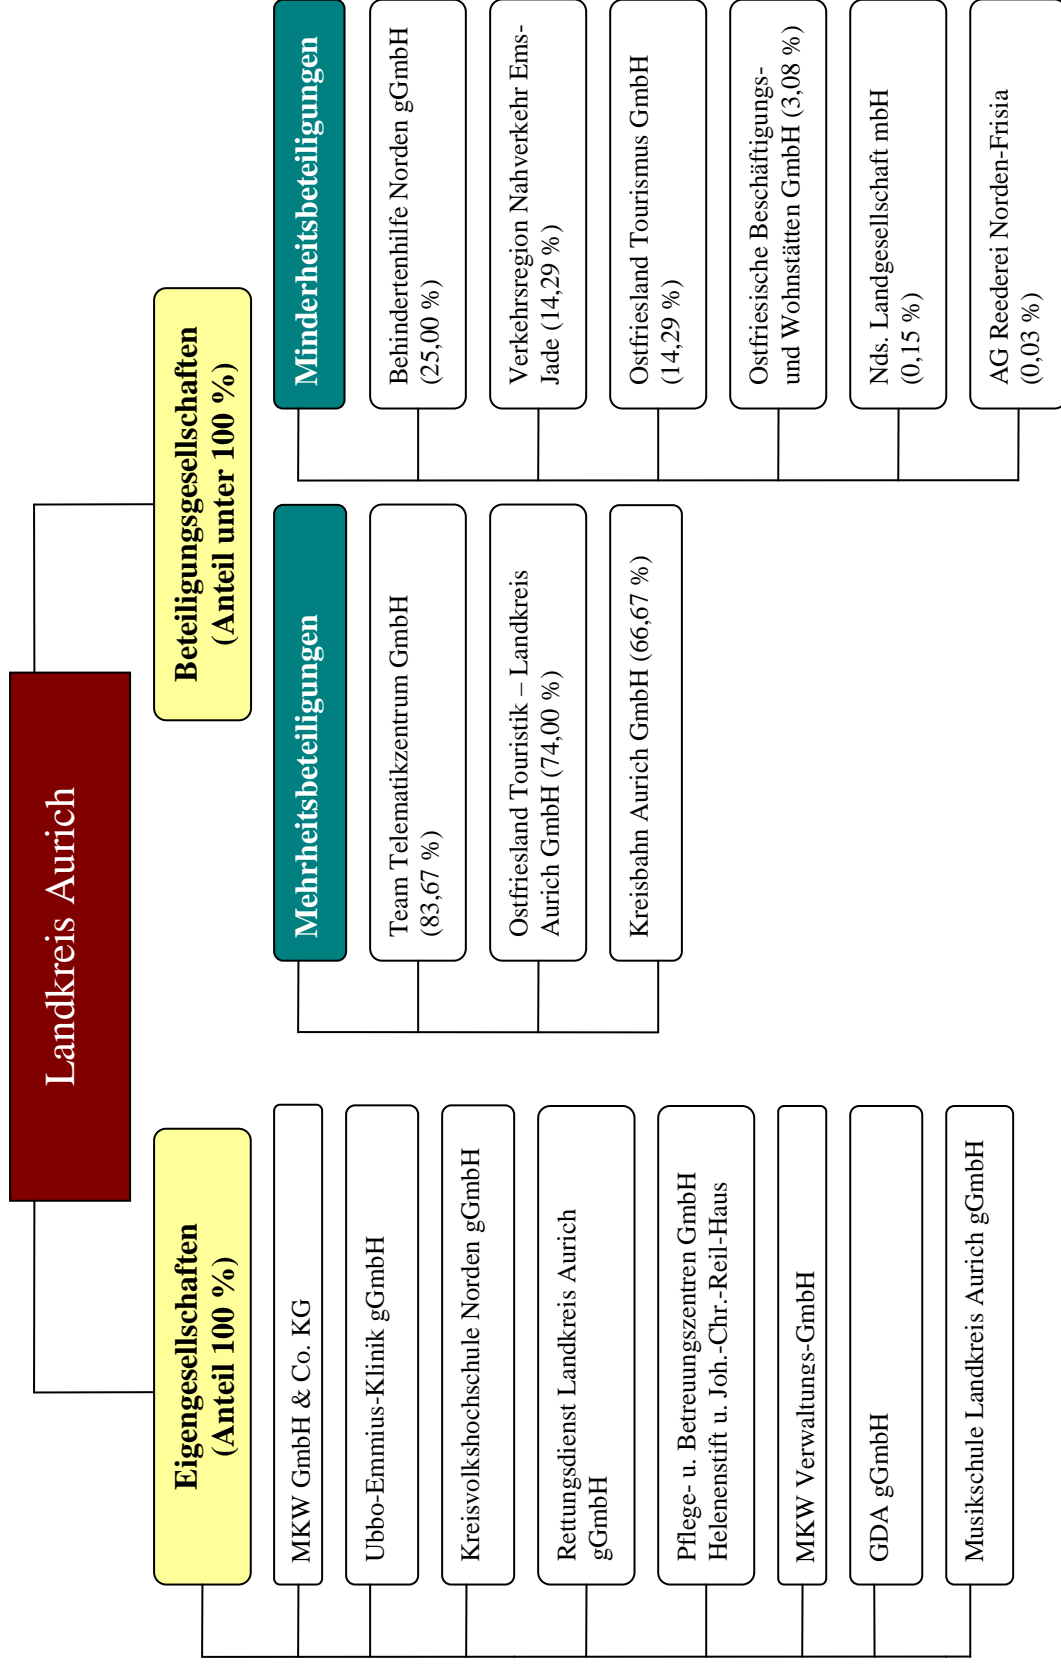 Landkreis Aurich
Eigengesellschaften
(Anteil 100 %)
MKW GmbH & Co. KG
Ubbo-Emmius-Klinik gGmbH
Kreisvolkshochschule Norden gGmbH
Rettungsdienst Landkreis Aurich
gGmbH
Pflege- u. Betreuungszentren GmbH
Helenenstift u. Joh.-Chr.-Reil-Haus
MKW Verwaltungs-GmbH
GDA gGmbH
Musikschule Landkreis Aurich gGmbH
Beteiligungsgesellschaften
(Anteil unter 100 %)
Mehrheitsbeteiligungen
Team Telematikzentrum GmbH
(83,67 %)
Ostfriesland Touristik – Landkreis
Aurich GmbH (74,00 %)
Kreisbahn Aurich GmbH (66,67 %)
Minderheitsbeteiligungen
Behindertenhilfe Norden gGmbH
(25,00 %)
Verkehrsregion Nahverkehr Ems-
Jade (14,29 %)
Ostfriesland Tourismus GmbH
(14,29 %)
Ostfriesische Beschäftigungs-
und Wohnstätten GmbH (3,08 %)
Nds. Landgesellschaft mbH
(0,15 %)
AG Reederei Norden-Frisia
(0,03 %)